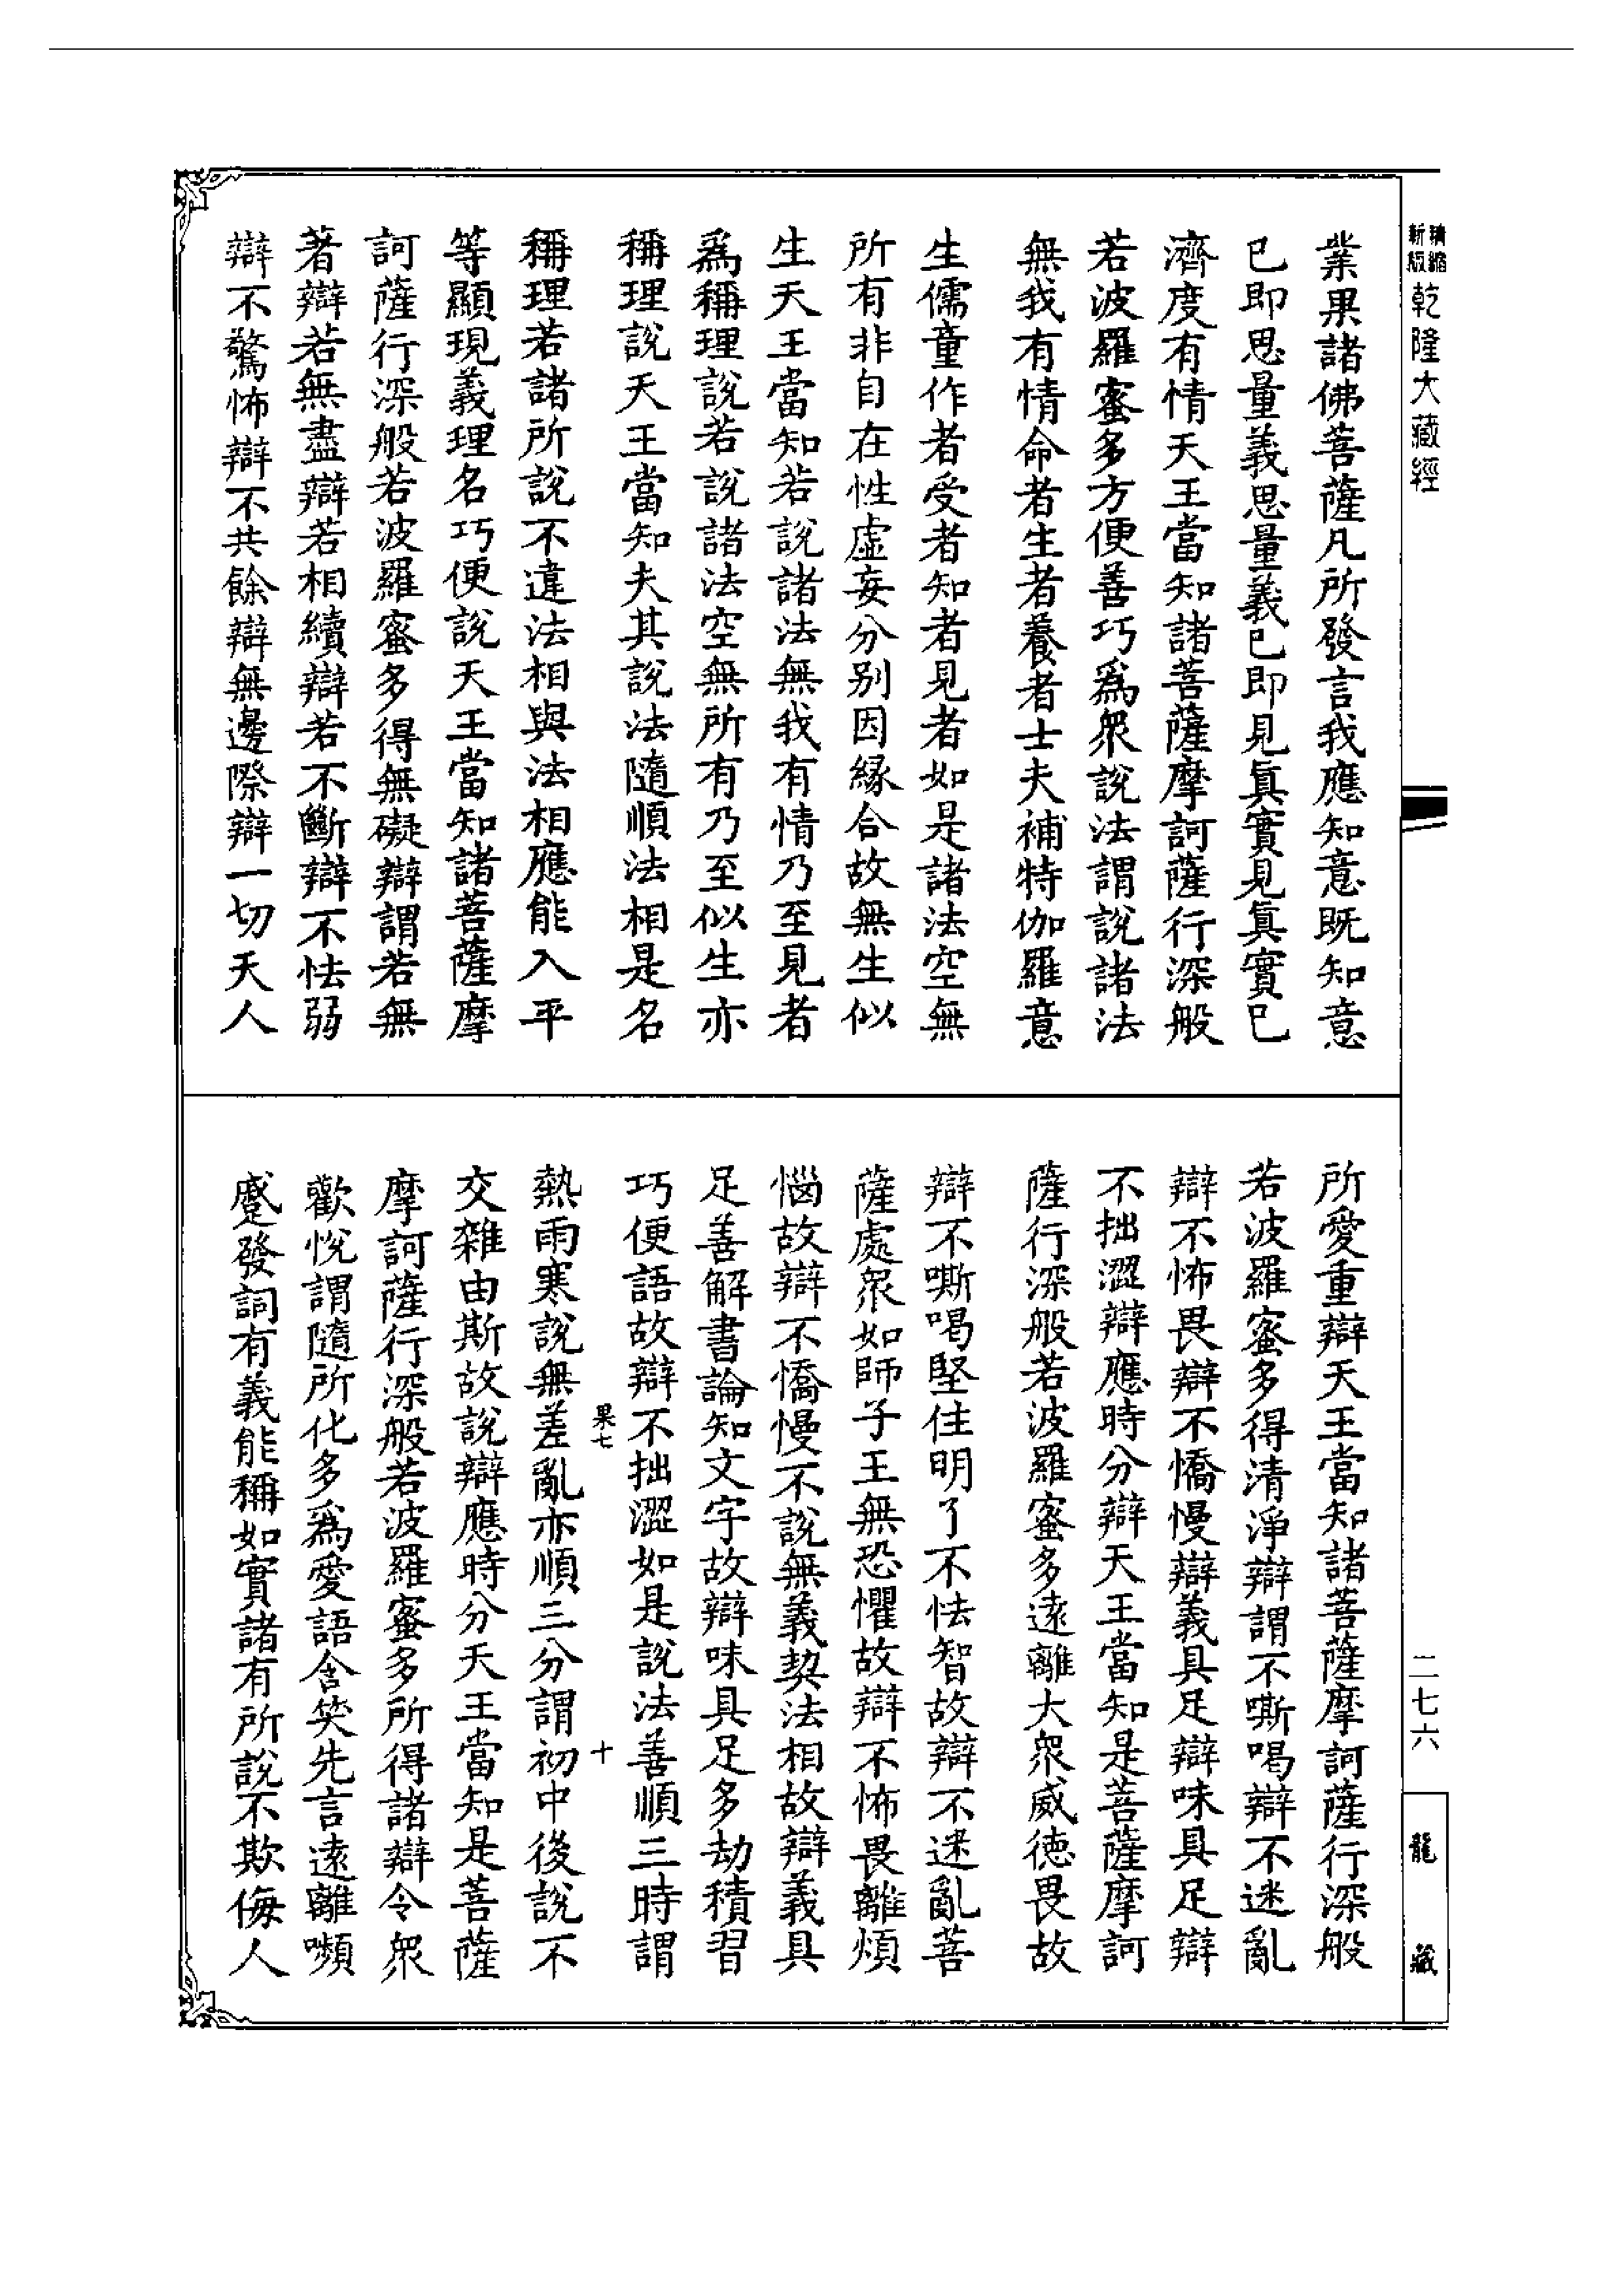 精縮
新版
乾隆大藏經
業果諸佛菩薩凡所發言我應知意既知意
已即思量義思量義已即見真實見真實已
濟度有情天王當知諸菩薩摩訶薩行深般
若波羅蜜多方便善巧爲衆說法謂說諸法
無我有情命者生者養者士夫補特伽羅意
生儒童作者受者知者見者如是諸法空無
所有非自在性虛妄分別因緣合故無生似
生天王當知若說諸法無我有情乃至見者
爲稱理說若說諸法空無所有乃至似生亦
稱理說天王當知夫其說法隨順法相是名
稱理若諸所說不違法相與法相應能入平
等顯現義理名巧便說天王當知諸菩薩摩
訶薩行深般若波羅蜜多得無礙辯謂若無
著辯若無盡辯若相續辯若不斷辯不怯弱
辯不驚怖辯不共餘辯無邊際辯一切天人
所愛重辯天王當知諸菩薩摩訶薩行深般
若波羅蜜多得清淨辯謂不嘶喝辯不迷亂
辯不怖畏辯不憍慢辯義具足辯味具足辯
不拙澀辯應時分辯天王當知是菩薩摩訶
薩行深般若波羅蜜多遠離大衆威德畏故
辯不嘶喝堅住明了不怯智故辯不迷亂菩
薩處衆如師子王無恐懼故辯不怖畏離煩
惱故辯不憍慢不說無義契法相故辯義具
足善解書論知文字故辯味具足多劫積習
巧便語故辯不拙澀如是說法善順三時謂
果七
十
熱雨寒說無差亂亦順三分謂初中後說不
交雜由斯故說辯應時分天王當知是菩薩
摩訶薩行深般若波羅蜜多所得諸辯令衆
歡悅謂隨所化多爲愛語含笑先言遠離嚬
蹙發詞有義能稱如實諸有所說不欺侮人
二七六
龍藏